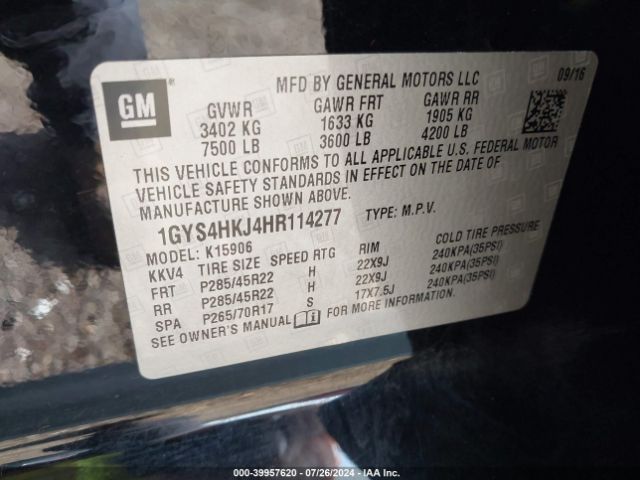 GM
MFD BY GENERAL MOTORS LLC 09/16
GVWR GAWR FRT GAWR RR
3402 KG 1633 KG 1905 KG
7500 LB 3600 LB 4200 LB
THIS VEHICLE CONFORMS TO ALL APPLICABLE U.S. FEDERAL MOTOR
VEHICLE SAFETY STANDARDS IN EFFECT ON THE DATE OF
MANUFACTURE SHOWN ABOVE.
1GYS4HKJ4HR114277 TYPE: M.P.V.
MODEL: K15906
KKV4 TIRE SIZE SPEED RTG RIM COLD TIRE PRESSURE
FRT P285/45R22 H 22X9J 240KPA(35PSI)
RR P285/45R22 H 22X9J 240KPA(35PSI)
SPA P265/70R17 S 17X7.5J 240KPA(35PSI)
SEE OWNER'S MANUAL FOR MORE INFORMATION.
000-39957620 - 07/26/2024 - IAA Inc.